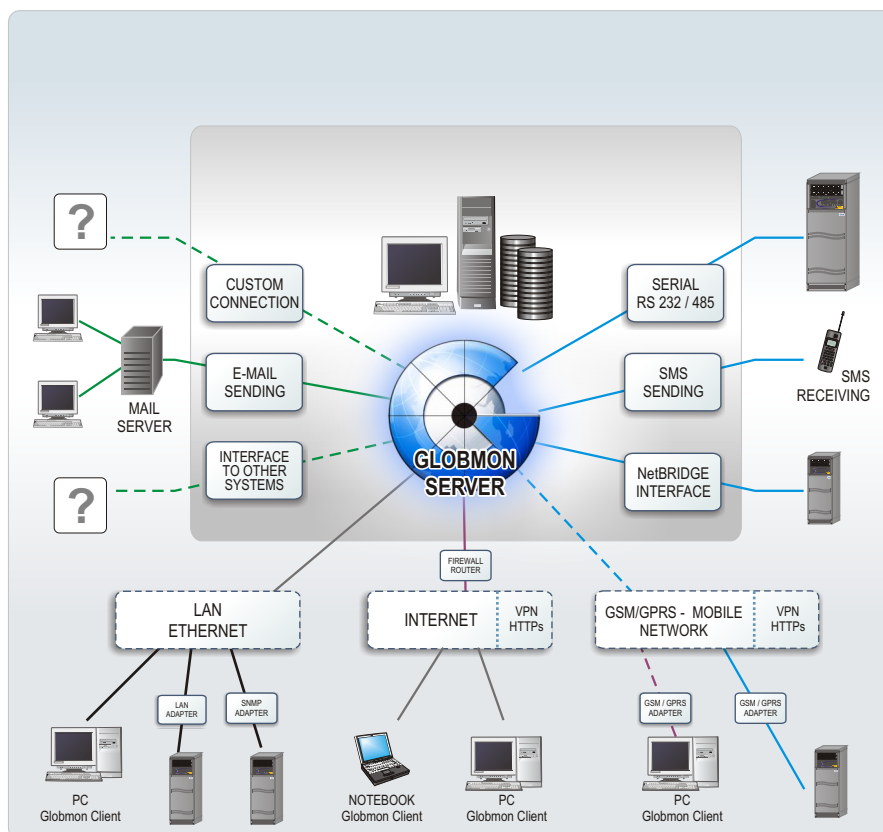 ?
CUSTOM
CONNECTION
SERIAL
RS 232 / 485
E-MAIL
SENDING
SMS
SENDING
SMS
RECEIVING
MAIL
SERVER
INTERFACE
TO OTHER
SYSTEMS
GLOBMON
SERVER
NetBRIDGE
INTERFACE
?
FIREWALL
ROUTER
LAN
ETHERNET
INTERNET
VPN
HTTPs
GSM/GPRS - MOBILE
NETWORK
VPN
HTTPs
LAN
ADAPTER
SNMP
ADAPTER
GSM / GPRS
ADAPTER
GSM / GPRS
ADAPTER
PC
Globmon Client
NOTEBOOK
Globmon Client
PC
Globmon Client
PC
Globmon Client